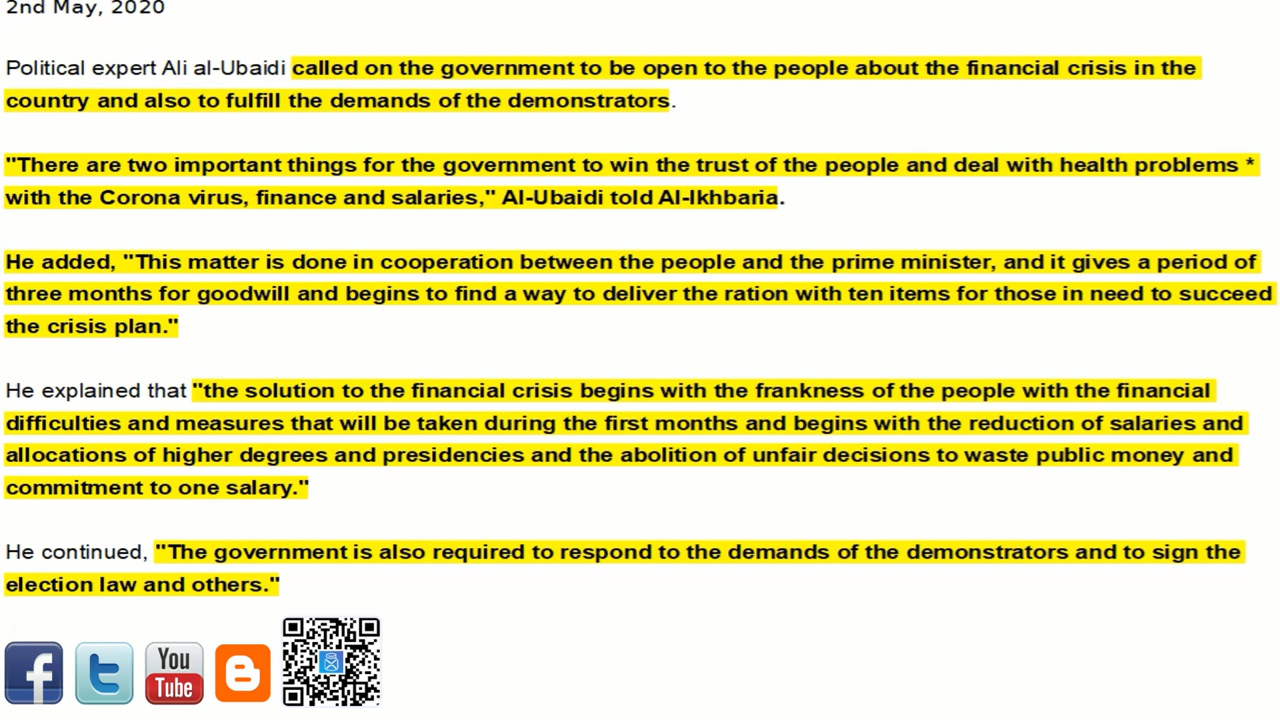 2nd May, 2020
Political expert Ali al-Ubaidi called on the government to be open to the people about the financial crisis in the
country and also to fulfill the demands of the demonstrators.
"There are two important things for the government to win the trust of the people and deal with health problems *
with the Corona virus, finance and salaries," Al-Ubaidi told Al-Ikhbaria.
He added, "This matter is done in cooperation between the people and the prime minister, and it gives a period of
three months for goodwill and begins to find a way to deliver the ration with ten items for those in need to succeed
the crisis plan."
He explained that "the solution to the financial crisis begins with the frankness of the people with the financial
difficulties and measures that will be taken during the first months and begins with the reduction of salaries and
allocations of higher degrees and presidencies and the abolition of unfair decisions to waste public money and
commitment to one salary."
He continued, "The government is also required to respond to the demands of the demonstrators and to sign the
election law and others."
You
Tube